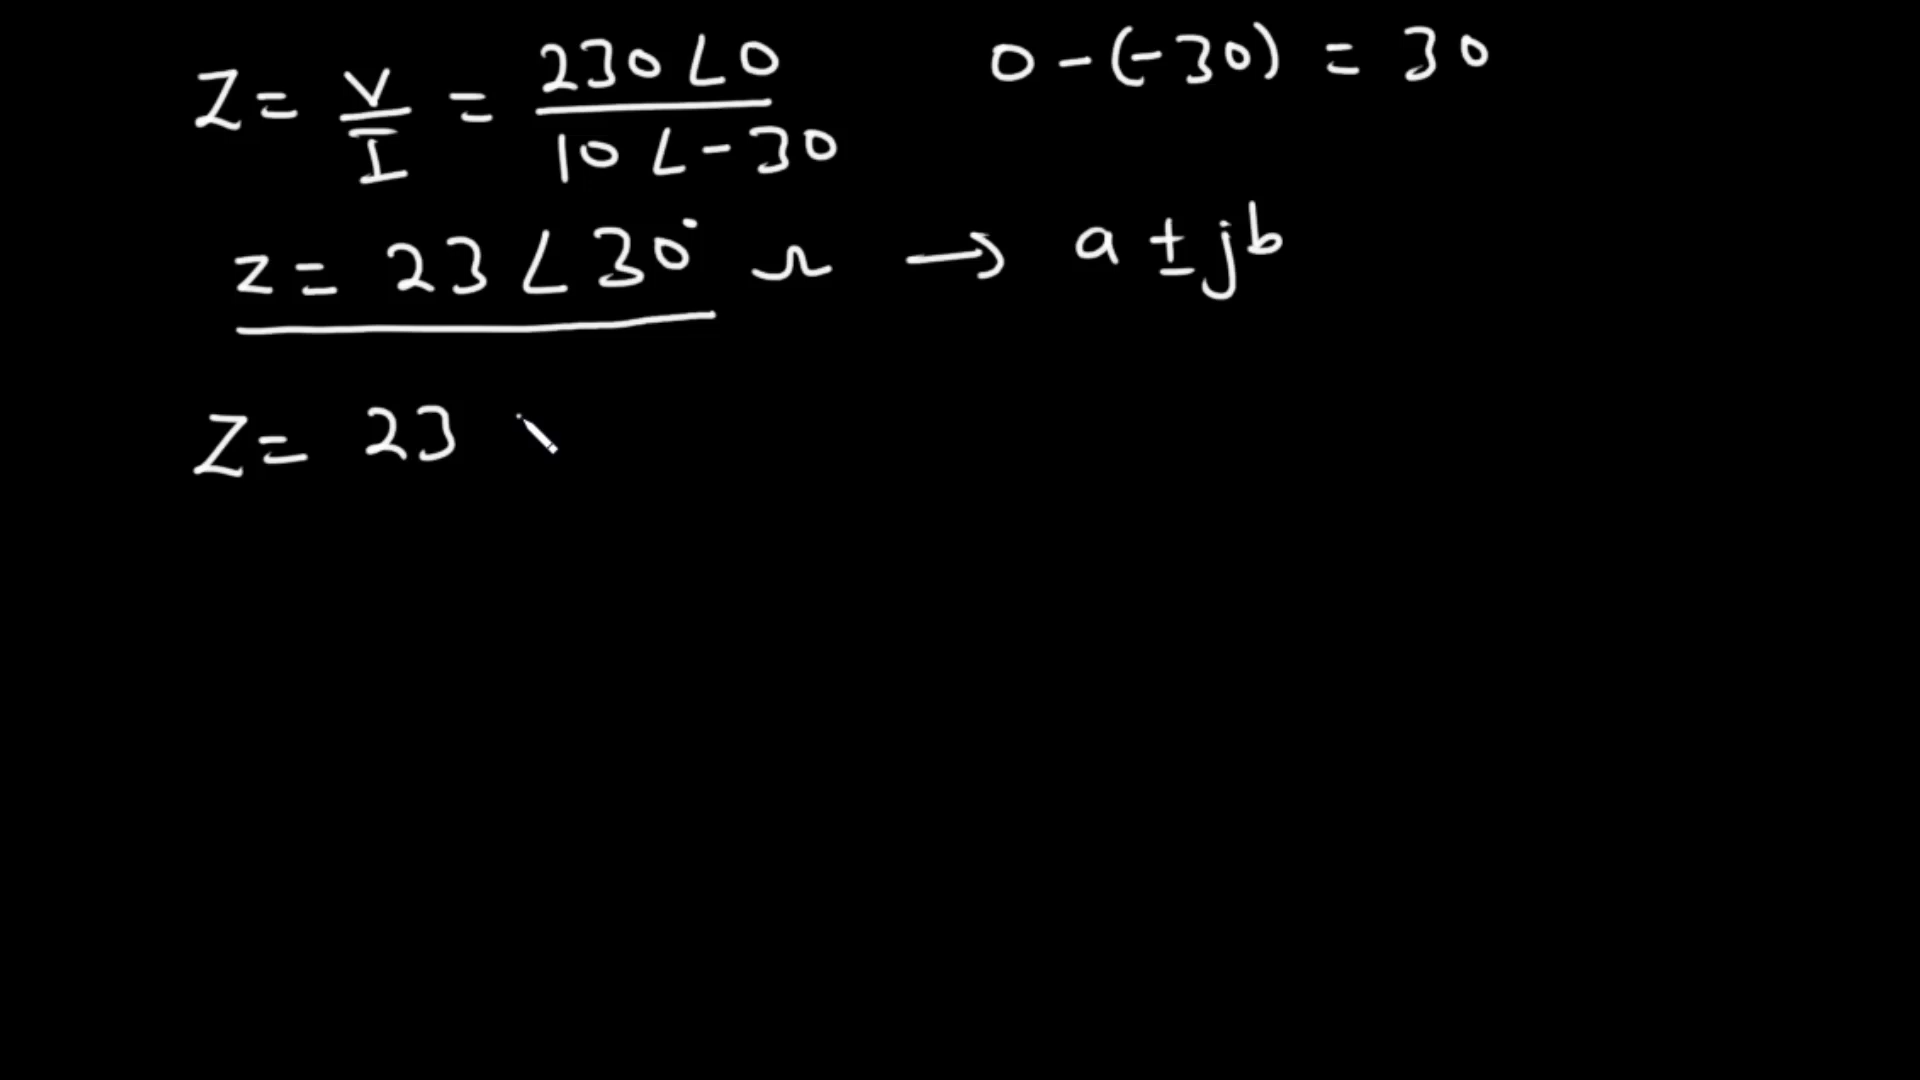 Z = V/I = 230∠0 / 10∠-30 0-(-30) = 30
Z = 23∠30° Ω → a ± jb
Z = 23